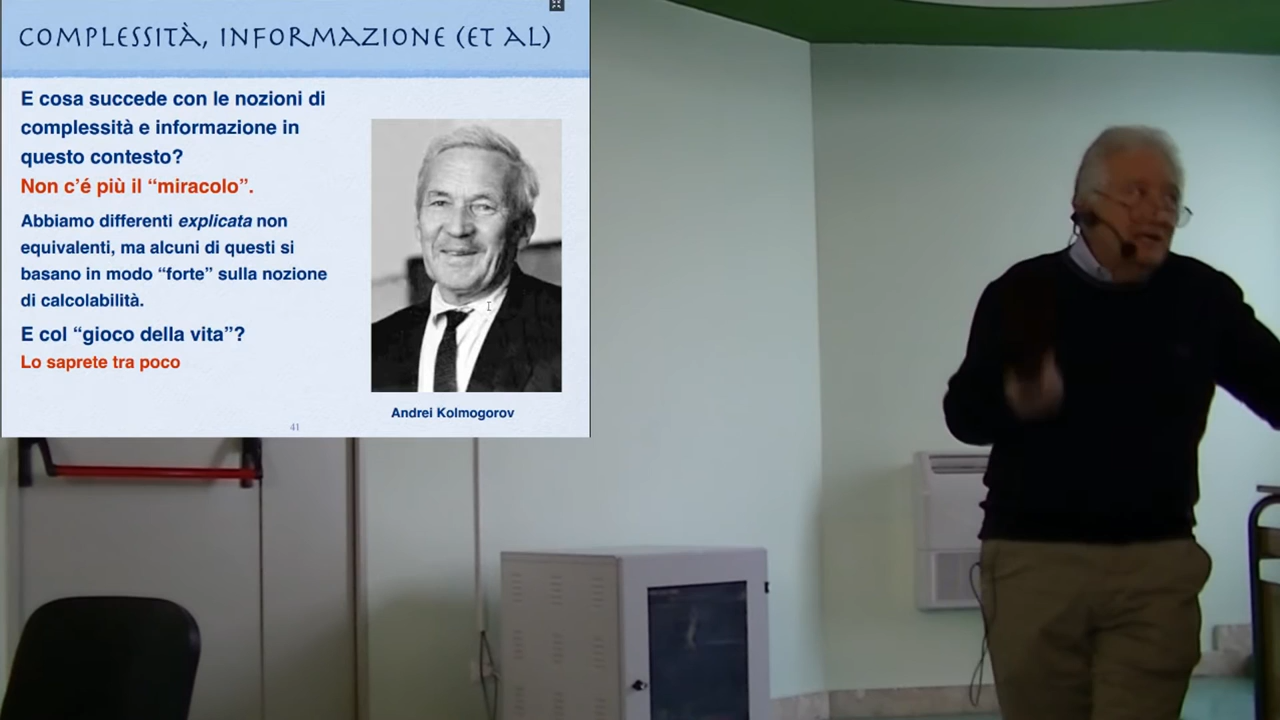 COMPLESSITÀ, INFORMAZIONE (ET AL)
E cosa succede con le nozioni di
complessità e informazione in
questo contesto?
Non c'é più il “miracolo”.
Abbiamo differenti explicata non
equivalenti, ma alcuni di questi si
basano in modo “forte” sulla nozione
di calcolabilità.
E col “gioco della vita”?
Lo saprete tra poco
Andrei Kolmogorov
41